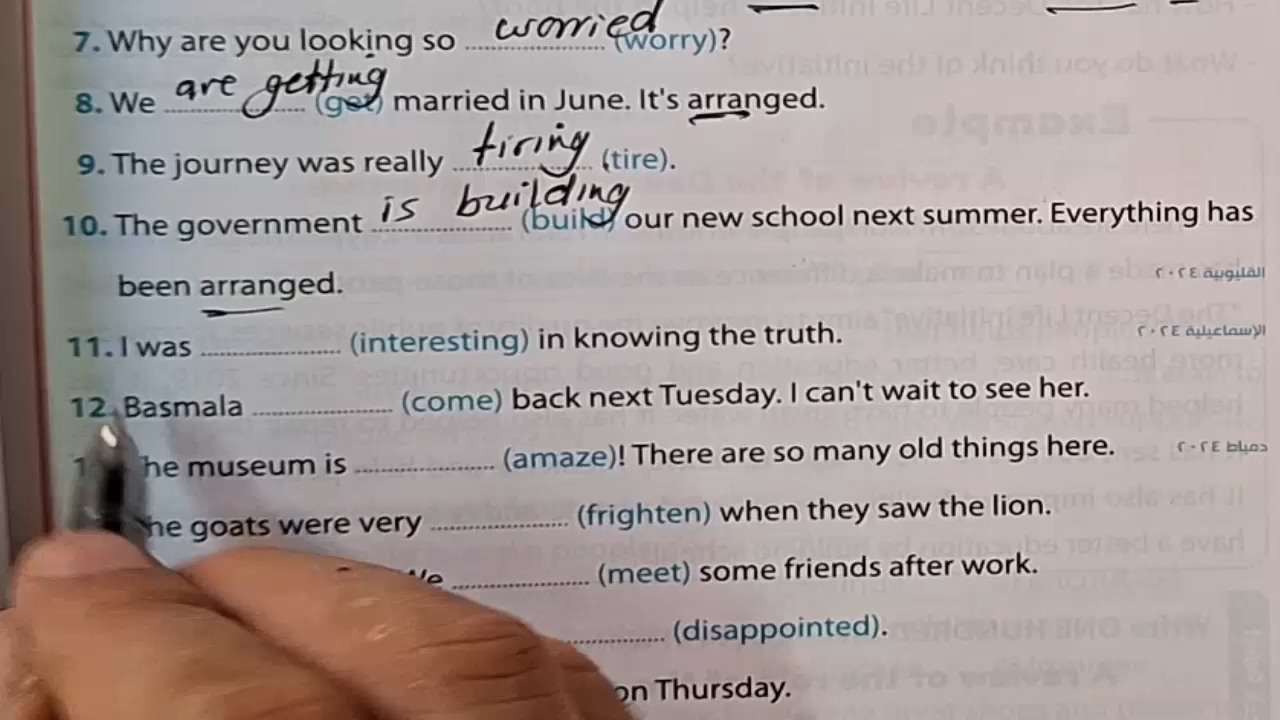 7. Why are you looking so worried (worry)?
8. We are getting (get) married in June. It's arranged.
9. The journey was really tiring (tire).
10. The government is building (build) our new school next summer. Everything has
been arranged. القليوبية ٢٠٢٤
11. I was ............ (interesting) in knowing the truth. الإسماعيلية ٢٠٢٤
12. Basmala ............ (come) back next Tuesday. I can't wait to see her.
he museum is ............ (amaze)! There are so many old things here. دمياط ٢٠٢٤
he goats were very ............ (frighten) when they saw the lion.
............ (meet) some friends after work.
............ (disappointed).
on Thursday.